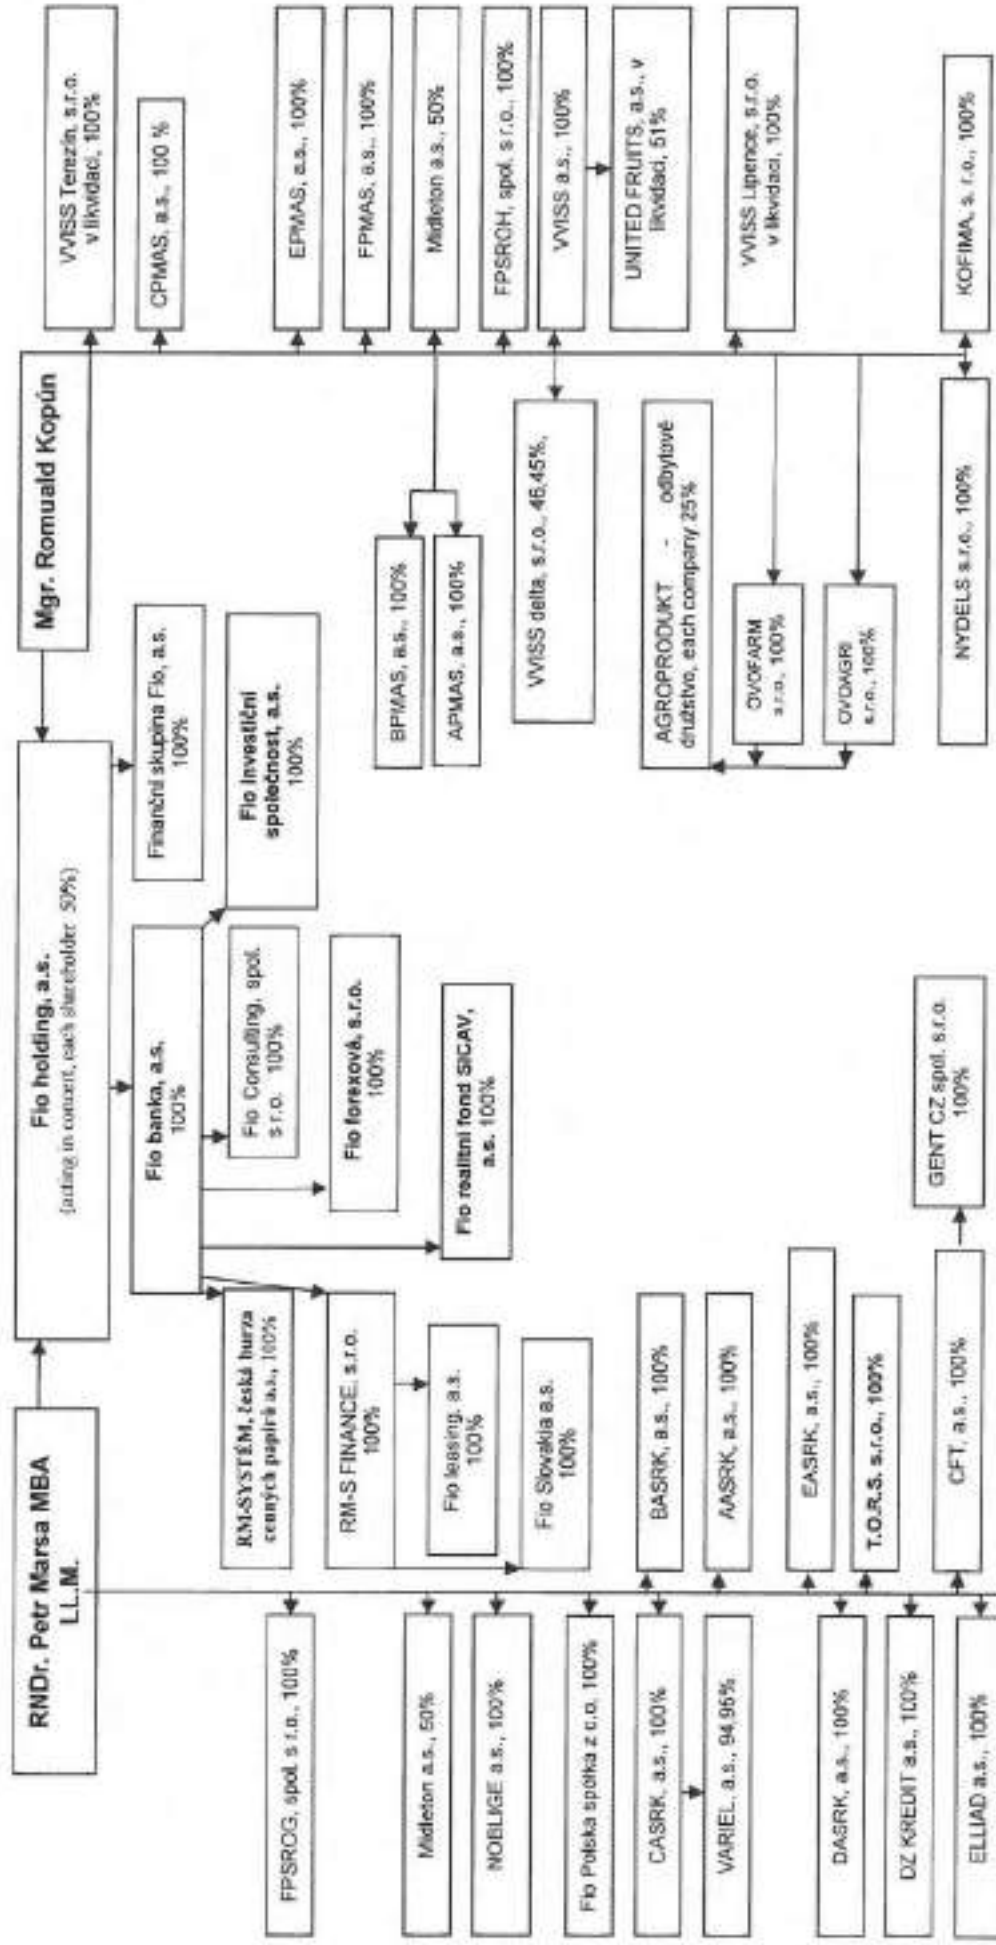 RNDr. Petr Marsa MBA
LL.M.
Fio holding, a.s.
(acting in concert, each shareholder 50%)
Mgr. Romuald Kopún
Fio banka, a.s.
100%
Finanční skupina Fio, a.s.
100%
RM-SYSTÉM, česká burza
cenných papírů a.s., 100%
Fio Consulting, spol.
s r.o. 100%
Fio investiční
společnost, a.s.
100%
RM-S FINANCE, s.r.o.
100%
Fio forexová, s.r.o.
100%
Fio leasing, a.s.
100%
Fio realitní fond SICAV,
a.s. 100%
Fio Slovakia a.s.
100%
FPSROG, spol. s r.o., 100%
Midleton a.s., 50%
NOBLIGE a.s., 100%
Fio Polska spółka z o.o. 100%
CASRK, a.s., 100%
BASRK, a.s., 100%
VARIEL, a.s., 94,95%
AASRK, a.s., 100%
EASRK, a.s., 100%
DASRK, a.s., 100%
T.O.R.S. s.r.o., 100%
DZ KREDIT a.s., 100%
CFT, a.s., 100%
GENT CZ spol. s r.o.
100%
ELLIAD a.s., 100%
VVISS Terezín, s.r.o.
v likvidaci, 100%
CPMAS, a.s., 100 %
EPMAS, a.s., 100%
FPMAS, a.s., 100%
Midleton a.s., 50%
BPMAS, a.s., 100%
APMAS, a.s., 100%
FPSROH, spol. s r.o., 100%
VVISS a.s., 100%
VVISS delta, s.r.o., 46,45%,
UNITED FRUITS, a.s., v
likvidaci, 51%
AGROPRODUKT - odbytové
družstvo, each company 25%
VVISS Lipence, s.r.o.
v likvidaci, 100%
OVOFARM
s.r.o., 100%
OVOAGRI
s.r.o., 100%
NYDELS s.r.o., 100%
KOFIMA, s. r.o., 100%